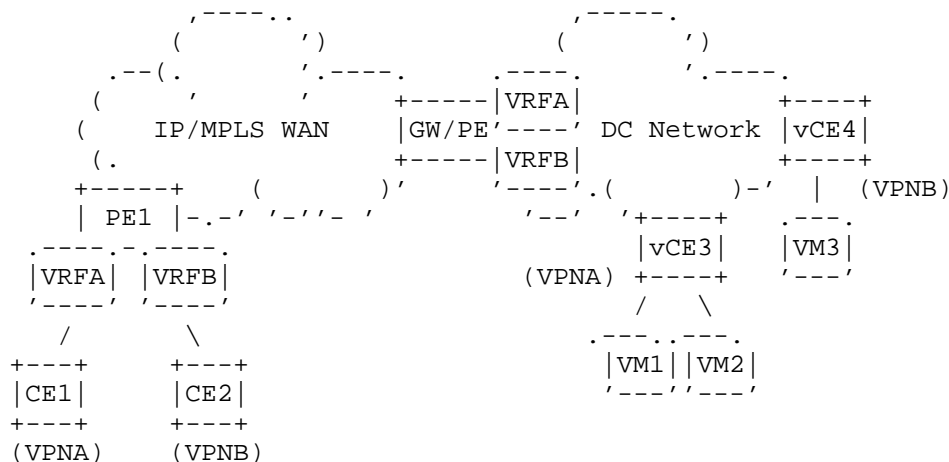 VRFA
IP/MPLS WAN GW/PE DC Network vCE4
VRFB
PE1 (VPNB)
VRFA VRFB vCE3 VM3
(VPNA)
VM1 VM2
CE1 CE2
(VPNA) (VPNB)